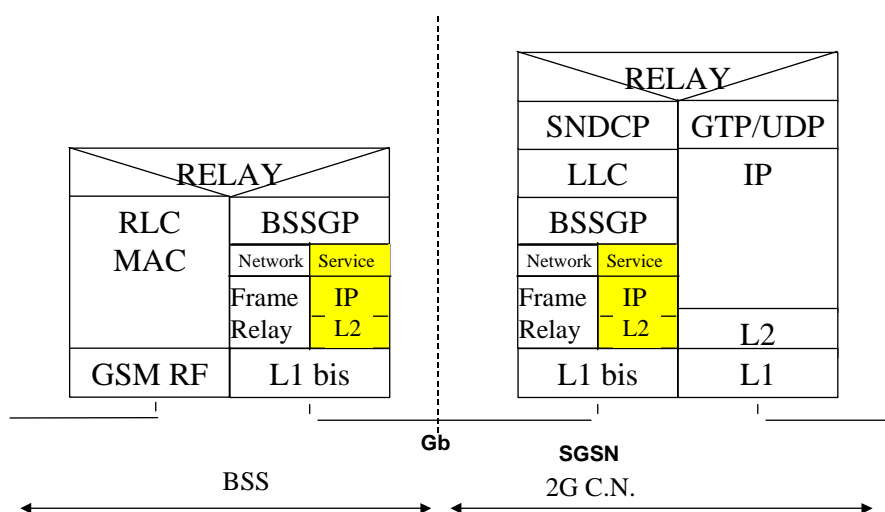 RELAY
RLC
MAC
BSSGP
Network Service
Frame
Relay
IP
L2
GSM RF
L1 bis
RELAY
SNDCP
GTP/UDP
LLC
IP
BSSGP
Network Service
Frame
Relay
IP
L2
L2
L1 bis
L1
Gb
SGSN
BSS
2G C.N.